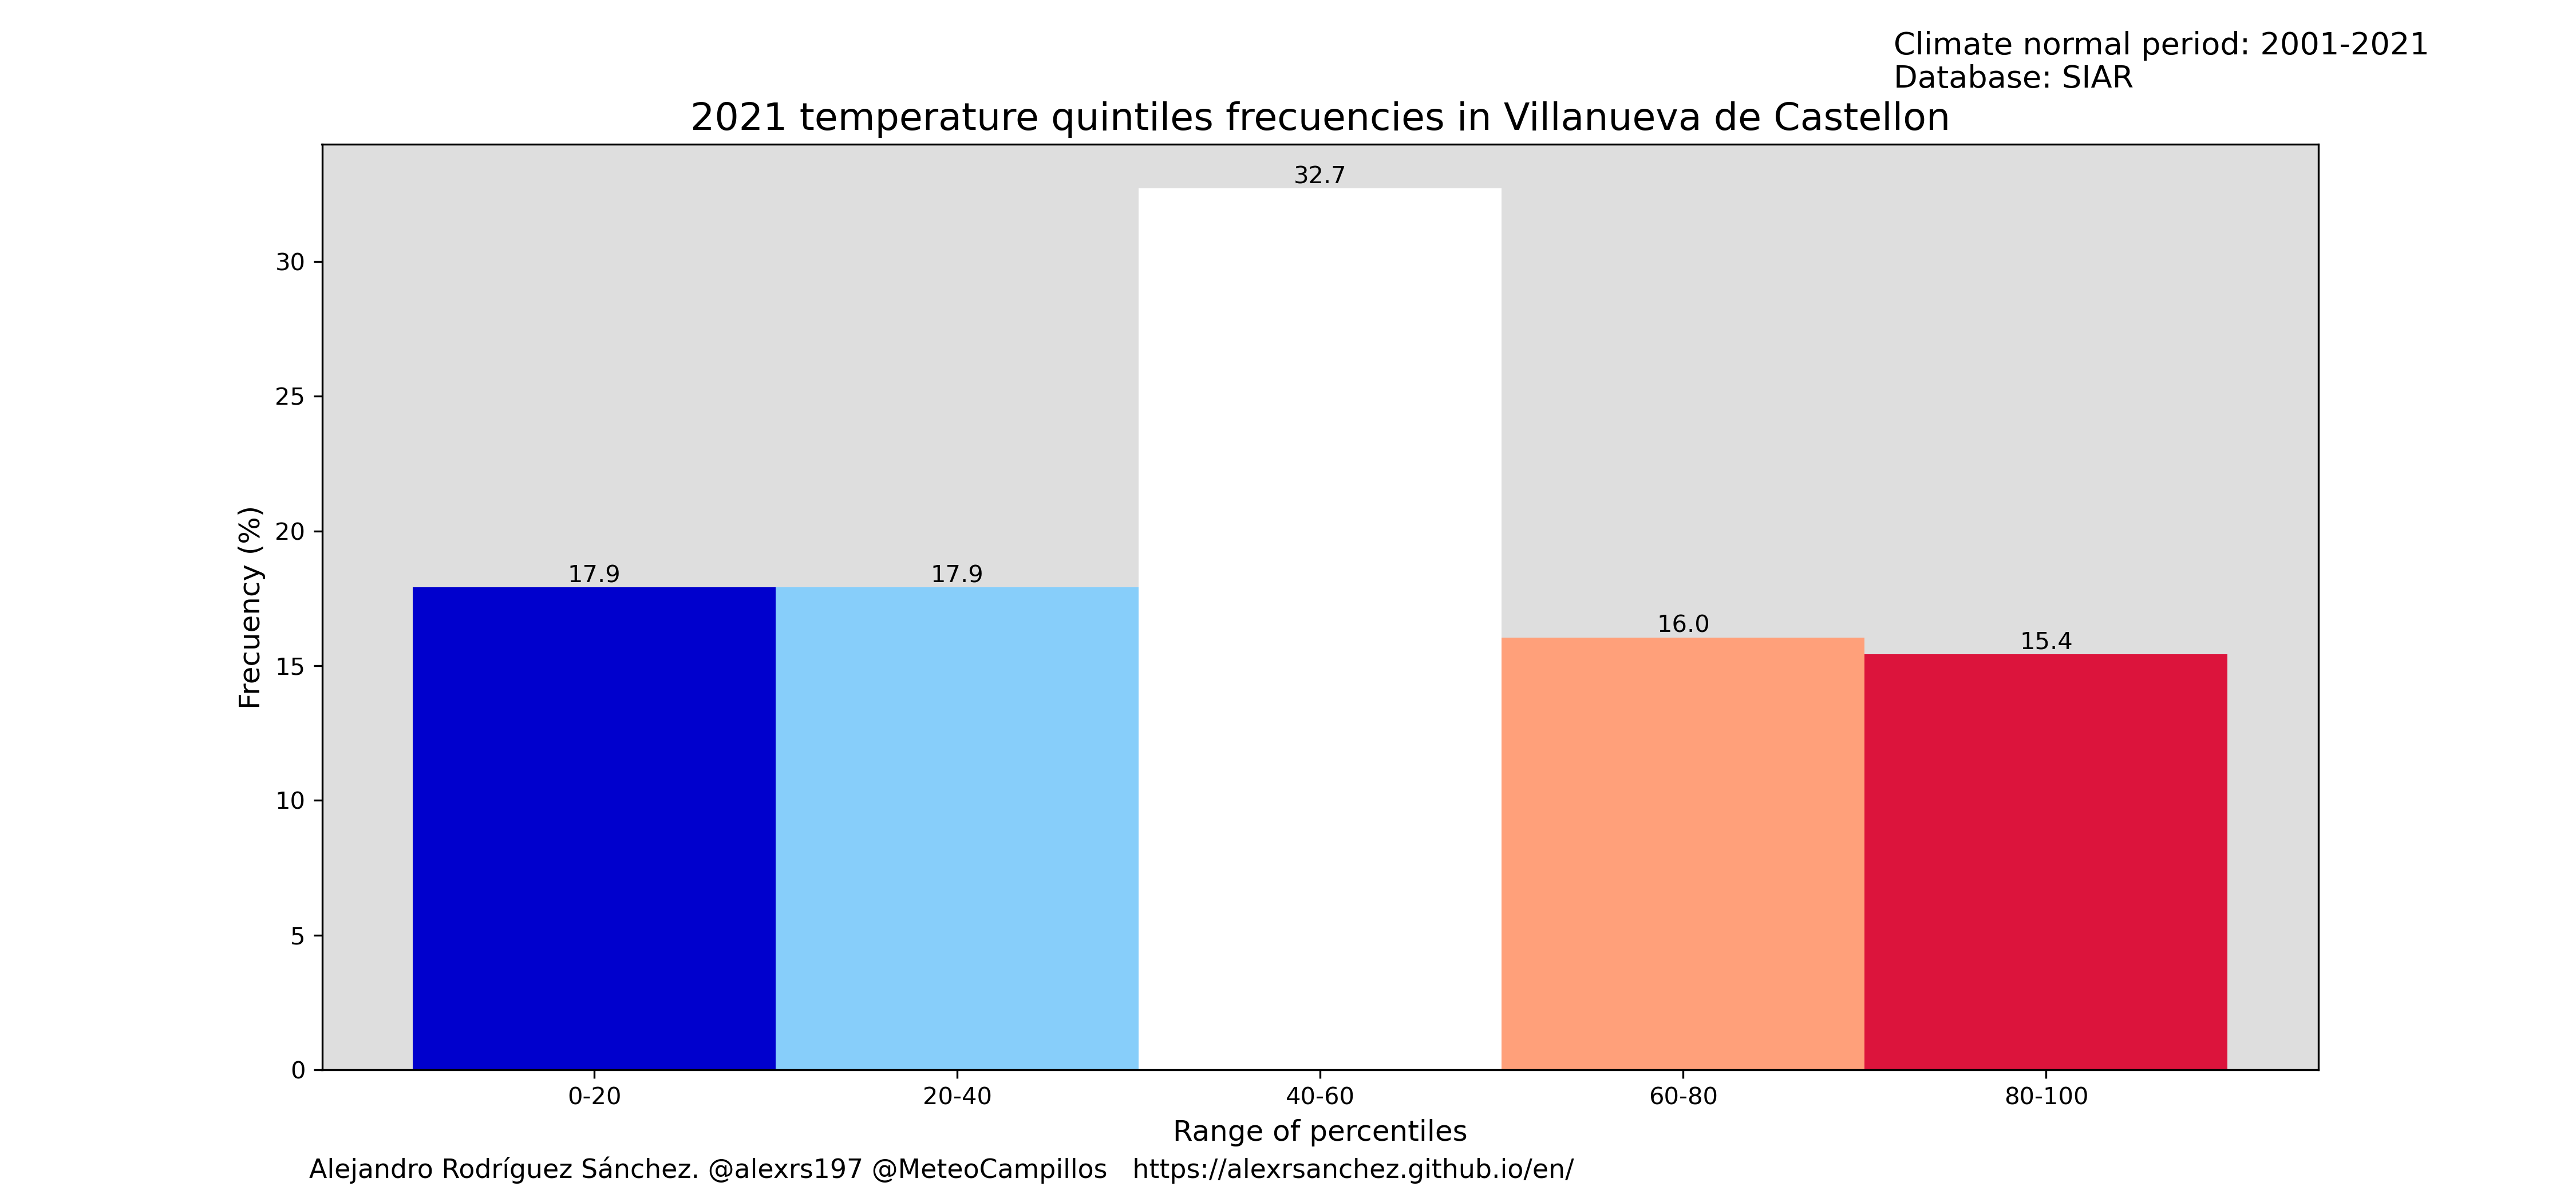 Climate normal period: 2001-2021
Database: SIAR
2021 temperature quintiles frecuencies in Villanueva de Castellon
32.7
30
25
20
17.9
17.9
16.0
15.4
15
10
5
0
Frecuency (%)
0-20
20-40
40-60
60-80
80-100
Range of percentiles
Alejandro Rodríguez Sánchez. @alexrs197 @MeteoCampillos   https://alexrsanchez.github.io/en/